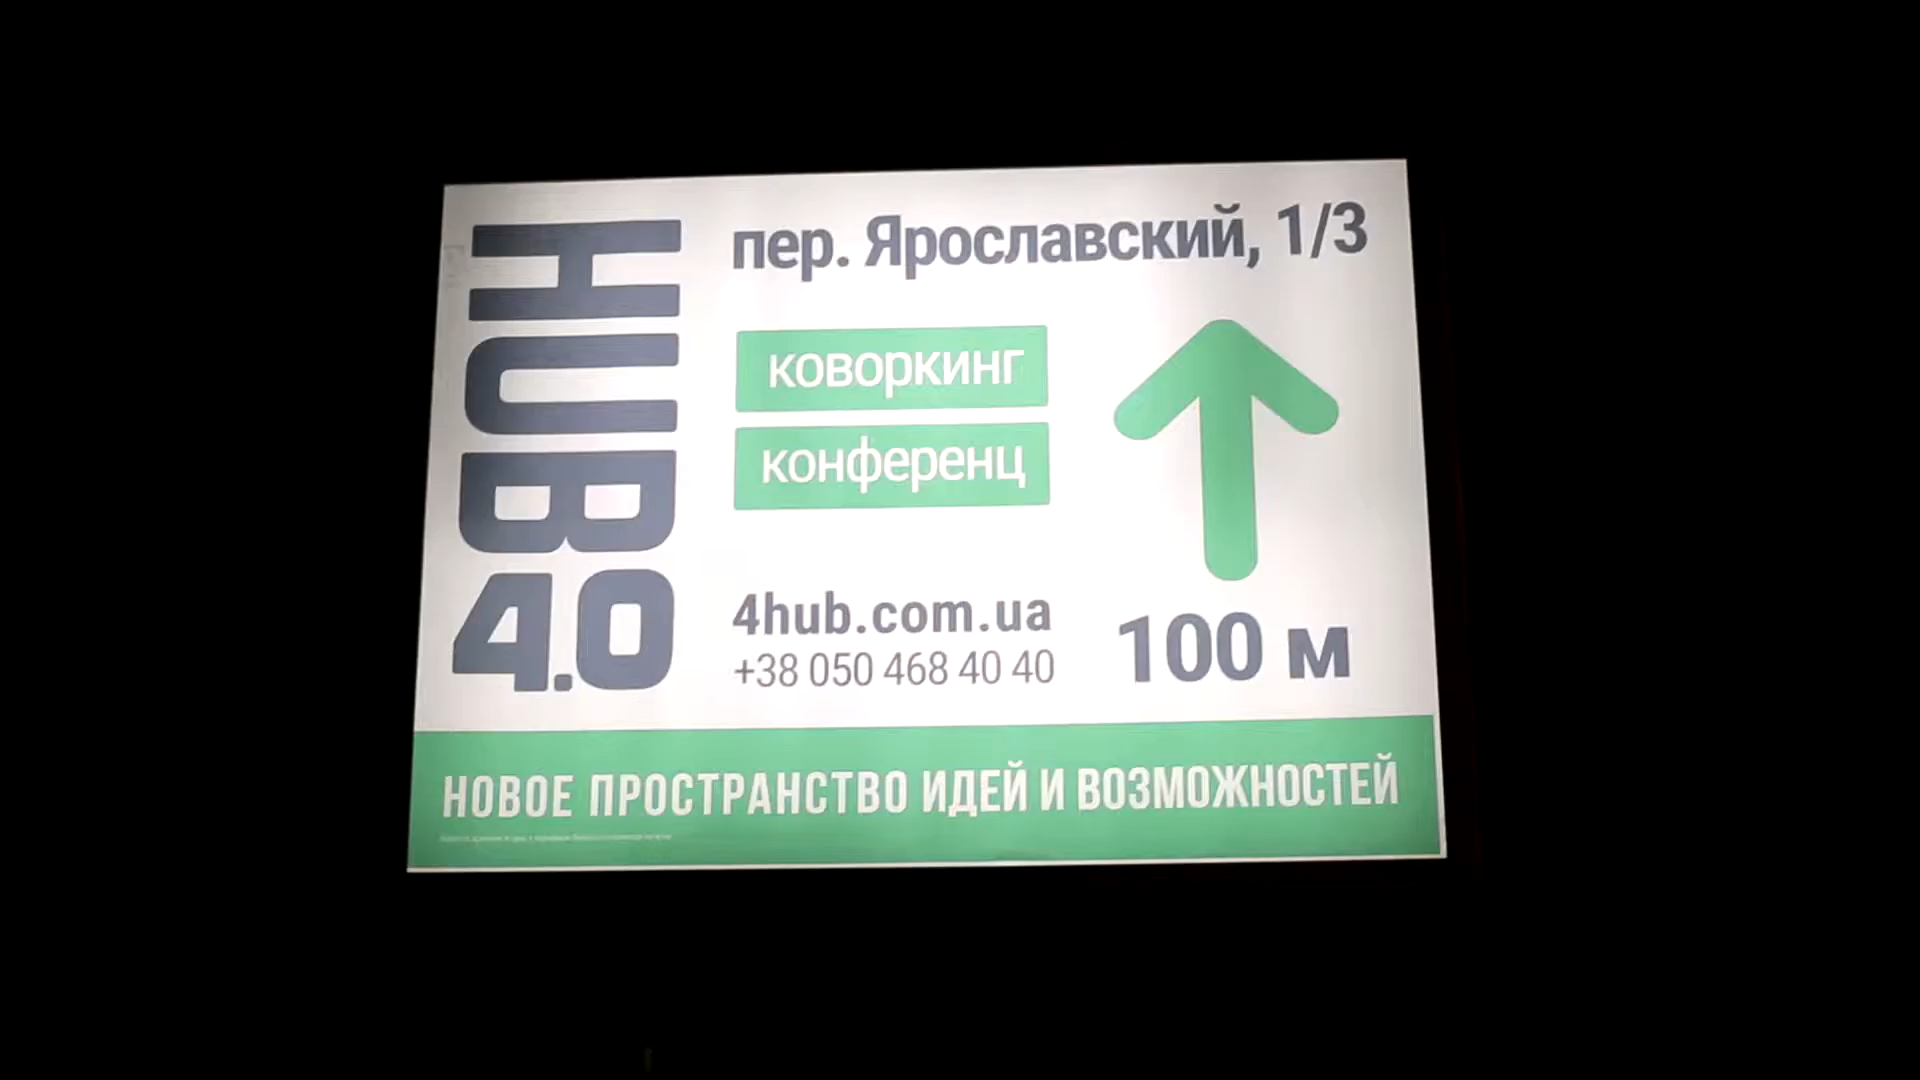 HUB
4.0
пер. Ярославский, 1/3
коворкинг
конференц
4hub.com.ua
+38 050 468 40 40
100 м
НОВОЕ ПРОСТРАНСТВО ИДЕЙ И ВОЗМОЖНОСТЕЙ